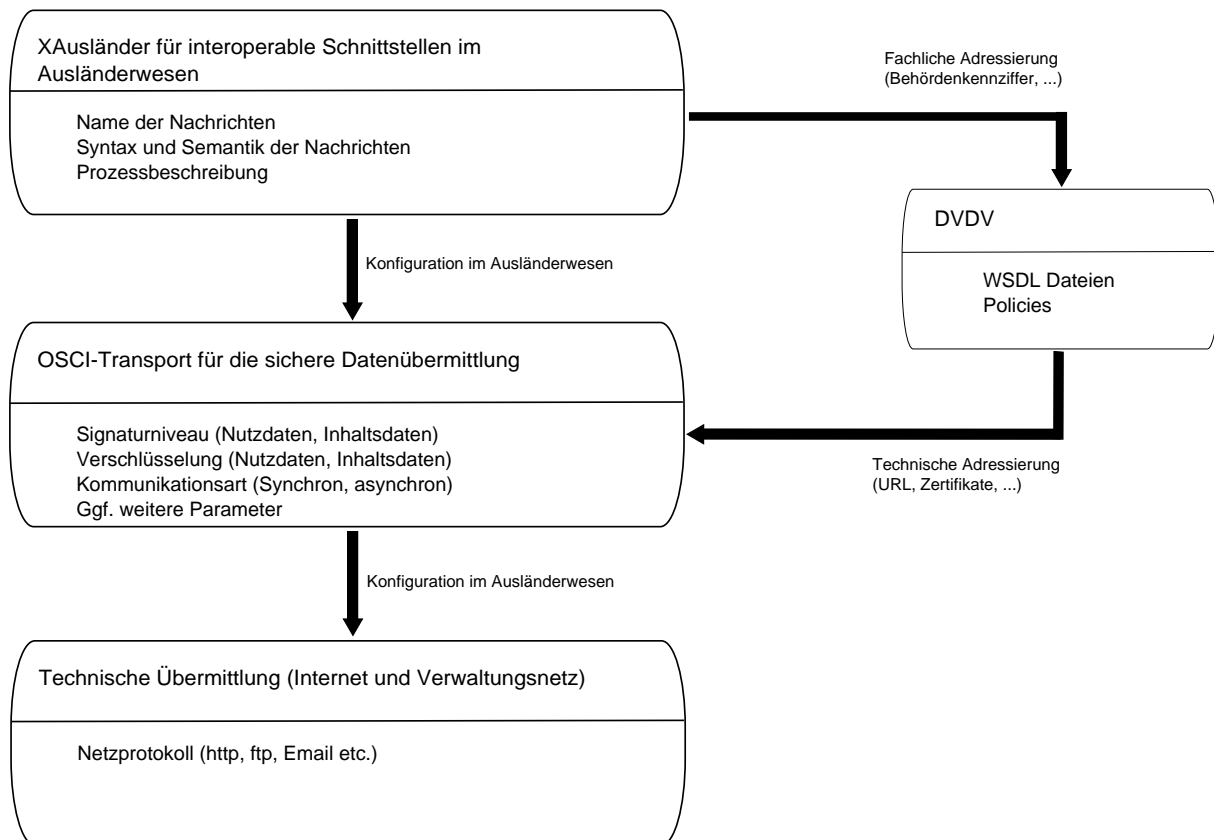 XAusländer für interoperable Schnittstellen im
Ausländerwesen
Name der Nachrichten
Syntax und Semantik der Nachrichten
Prozessbeschreibung
Fachliche Adressierung
(Behördenkennziffer, ...)
DVDV
WSDL Dateien
Policies
Konfiguration im Ausländerwesen
OSCI-Transport für die sichere Datenübermittlung
Signaturniveau (Nutzdaten, Inhaltsdaten)
Verschlüsselung (Nutzdaten, Inhaltsdaten)
Kommunikationsart (Synchron, asynchron)
Ggf. weitere Parameter
Technische Adressierung
(URL, Zertifikate, ...)
Konfiguration im Ausländerwesen
Technische Übermittlung (Internet und Verwaltungsnetz)
Netzprotokoll (http, ftp, Email etc.)